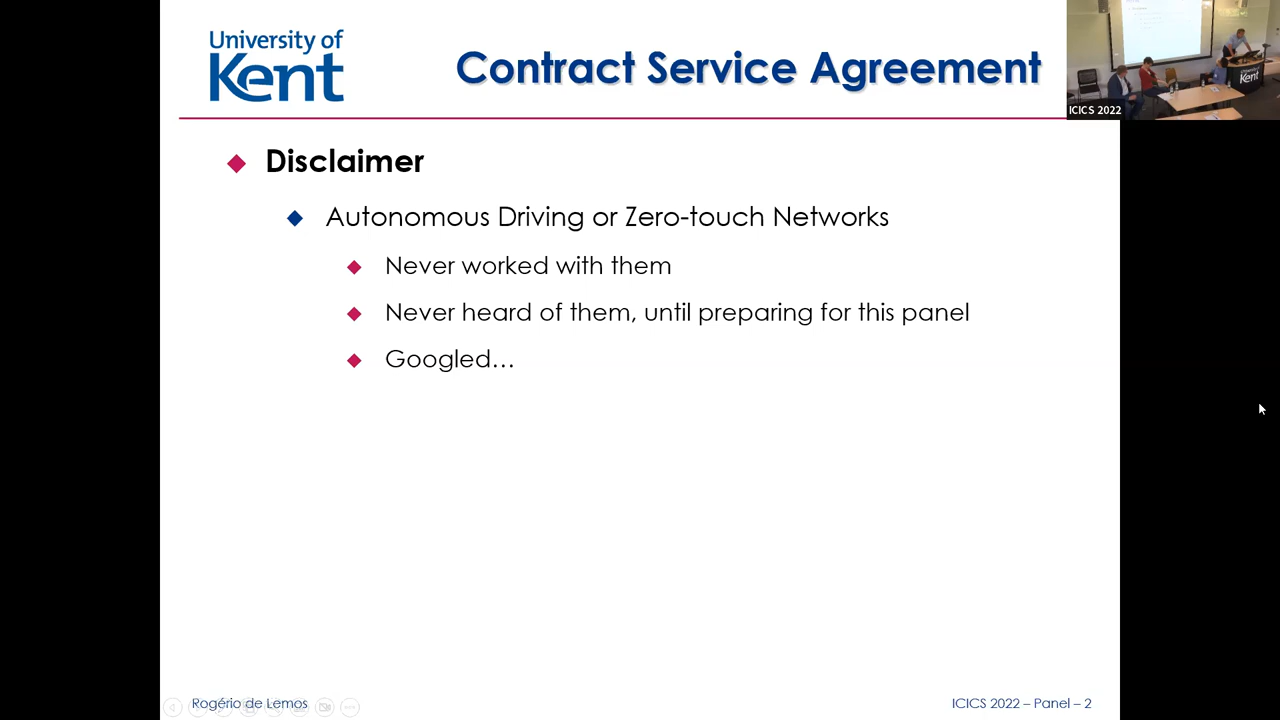 University of
Kent
Contract Service Agreement
ICICS 2022
Disclaimer
Autonomous Driving or Zero-touch Networks
Never worked with them
Never heard of them, until preparing for this panel
Googled…
Rogério de Lemos
ICICS 2022 – Panel – 2
Kent